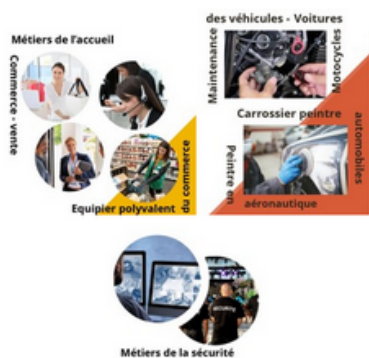 Métiers de l'accueil
Commerce - vente
Equipier polyvalent
du commerce
des véhicules - Voitures
Maintenance
Motocycles
Carrossier peintre
automobiles
Peintre en
aéronautique
SECURITY
Métiers de la sécurité